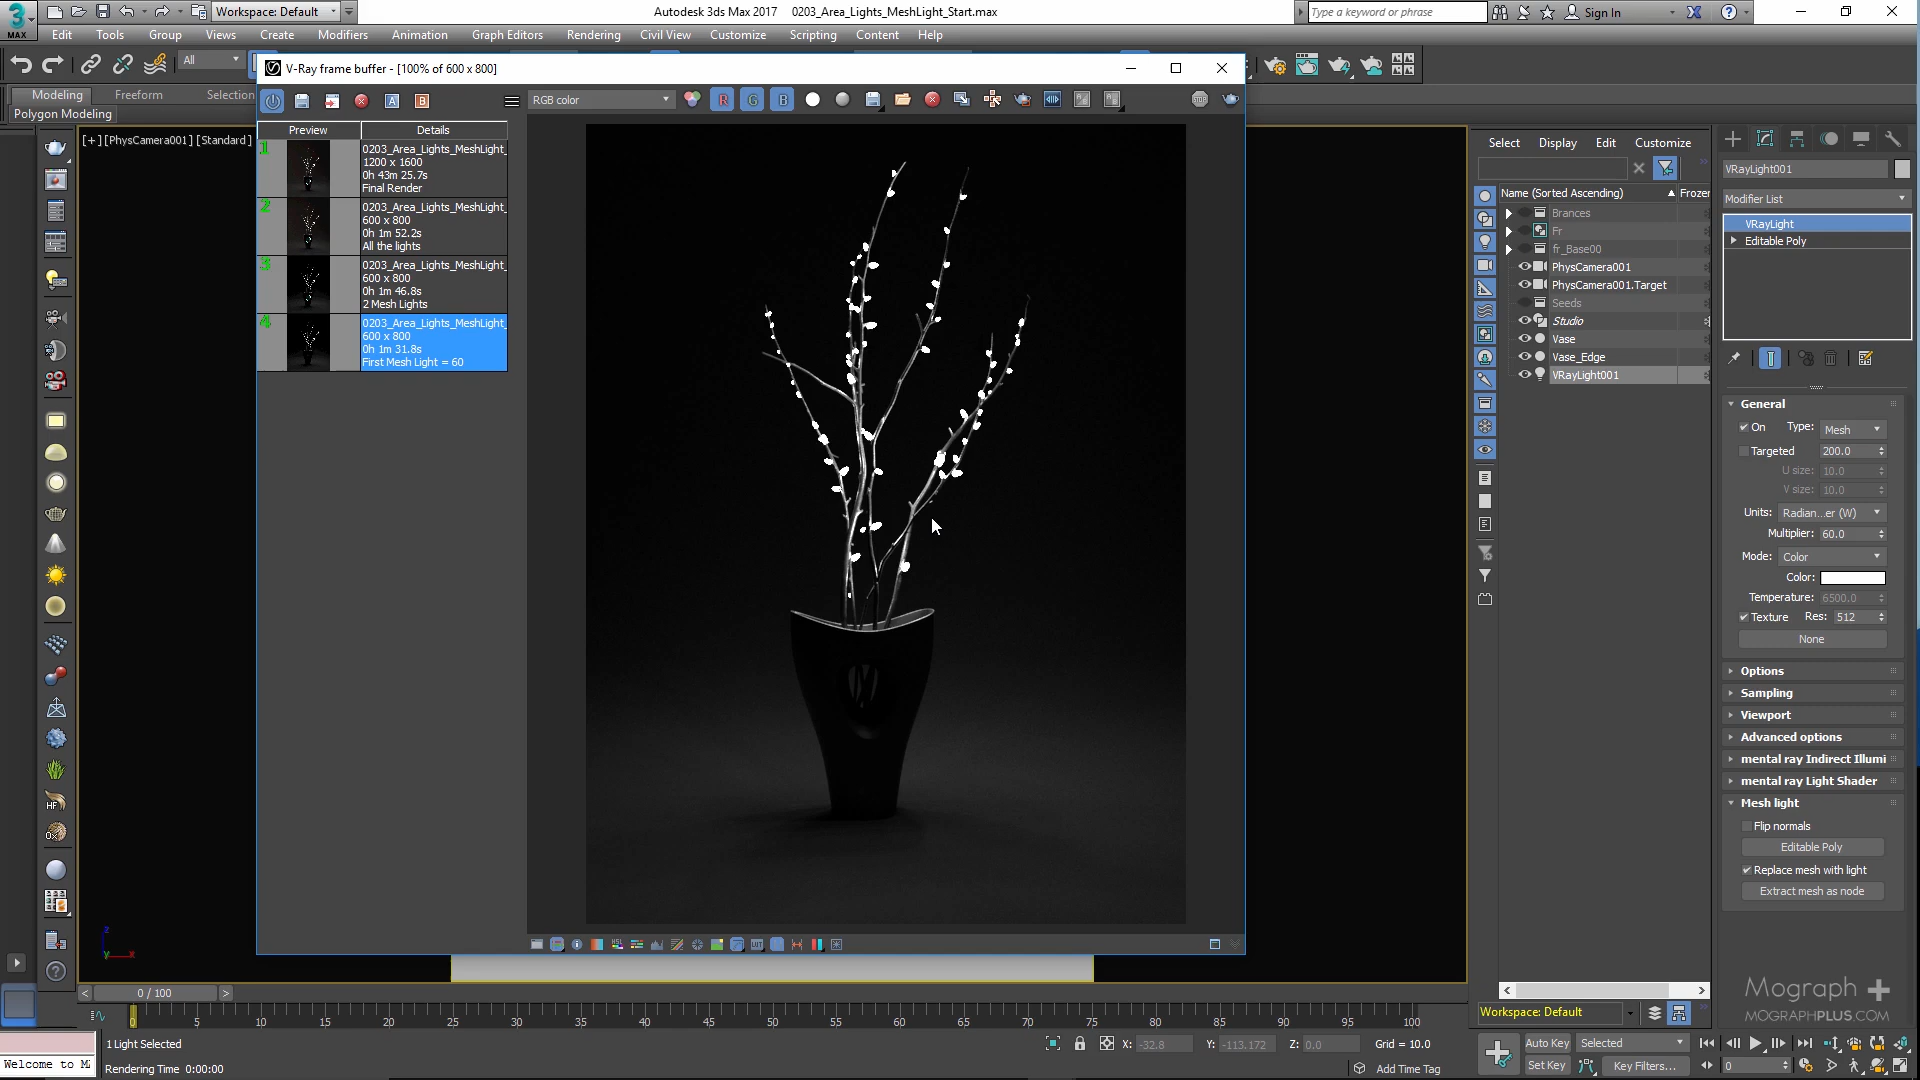 Workspace: Default
Autodesk 3ds Max 2017    0203_Area_Lights_MeshLight_Start.max
Type a keyword or phrase
Sign In
MAX
Edit Tools Group Views Create Modifiers Animation Graph Editors Rendering Civil View Customize Scripting Content Help
All
Modeling Freeform Selection
Polygon Modeling
V-Ray frame buffer - [100% of 600 x 800]
RGB color
Preview Details
1
0203_Area_Lights_MeshLight_
1200 x 1600
0h 43m 25.7s
Final Render
2
0203_Area_Lights_MeshLight_
600 x 800
0h 1m 52.2s
All the lights
3
0203_Area_Lights_MeshLight_
600 x 800
0h 1m 46.8s
2 Mesh Lights
4
0203_Area_Lights_MeshLight_
600 x 800
0h 1m 31.8s
First Mesh Light = 60
[+] [PhysCamera001] [Standard]
Select Display Edit Customize
Name (Sorted Ascending) Frozen
Brances
Fr
fr_Base00
PhysCamera001
PhysCamera001.Target
Seeds
Studio
Vase
Vase_Edge
VRayLight001
VRayLight001
Modifier List
VRayLight
Editable Poly
General
On Type: Mesh
Targeted 200.0
U size: 10.0
V size: 10.0
Units: Radian...er (W)
Multiplier: 60.0
Mode: Color
Color:
Temperature: 6500.0
Texture Res: 512
None
Options
Sampling
Viewport
Advanced options
mental ray Indirect Illumi
mental ray Light Shader
Mesh light
Flip normals
Editable Poly
Replace mesh with light
Extract mesh as node
Mograph +
MOGRAPHPLUS.COM
Workspace: Default
0 / 100
0 5 10 15 20 25 30 35 40 45 50 55 60 65 70 75 80 85 90 95 100
1 Light Selected
X: -32.8 Y: -113.172 Z: 0.0 Grid = 10.0
Auto Key Selected
Welcome to M
Rendering Time 0:00:00
Add Time Tag
Set Key Key Filters...
0